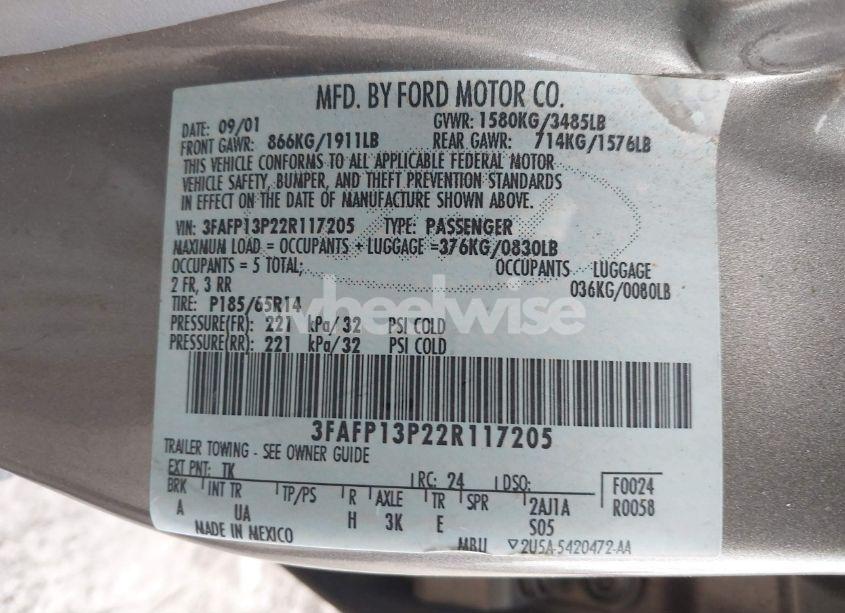 MFD. BY FORD MOTOR CO.
DATE: 09/01 GVWR: 1580KG/3485LB
FRONT GAWR: 866KG/1911LB REAR GAWR: 714KG/1576LB
THIS VEHICLE CONFORMS TO ALL APPLICABLE FEDERAL MOTOR
VEHICLE SAFETY, BUMPER, AND THEFT PREVENTION STANDARDS
IN EFFECT ON THE DATE OF MANUFACTURE SHOWN ABOVE.
VIN: 3FAFP13P22R117205 TYPE: PASSENGER
MAXIMUM LOAD = OCCUPANTS + LUGGAGE =376KG/0830LB
OCCUPANTS = 5 TOTAL; OCCUPANTS LUGGAGE
2 FR, 3 RR 036KG/0080LB
TIRE: P185/65R14
wheelwise
PRESSURE(FR): 221 kPa/32 PSI COLD
PRESSURE(RR): 221 kPa/32 PSI COLD
3FAFP13P22R117205
TRAILER TOWING - SEE OWNER GUIDE
EXT PNT: TK RC: 24 DSO: F0024
BRK INT TR TP/PS R AXLE TR SPR 2AJ1A R0058
A UA H 3K E S05
MADE IN MEXICO MBU ▽2U5A-5420472-AA